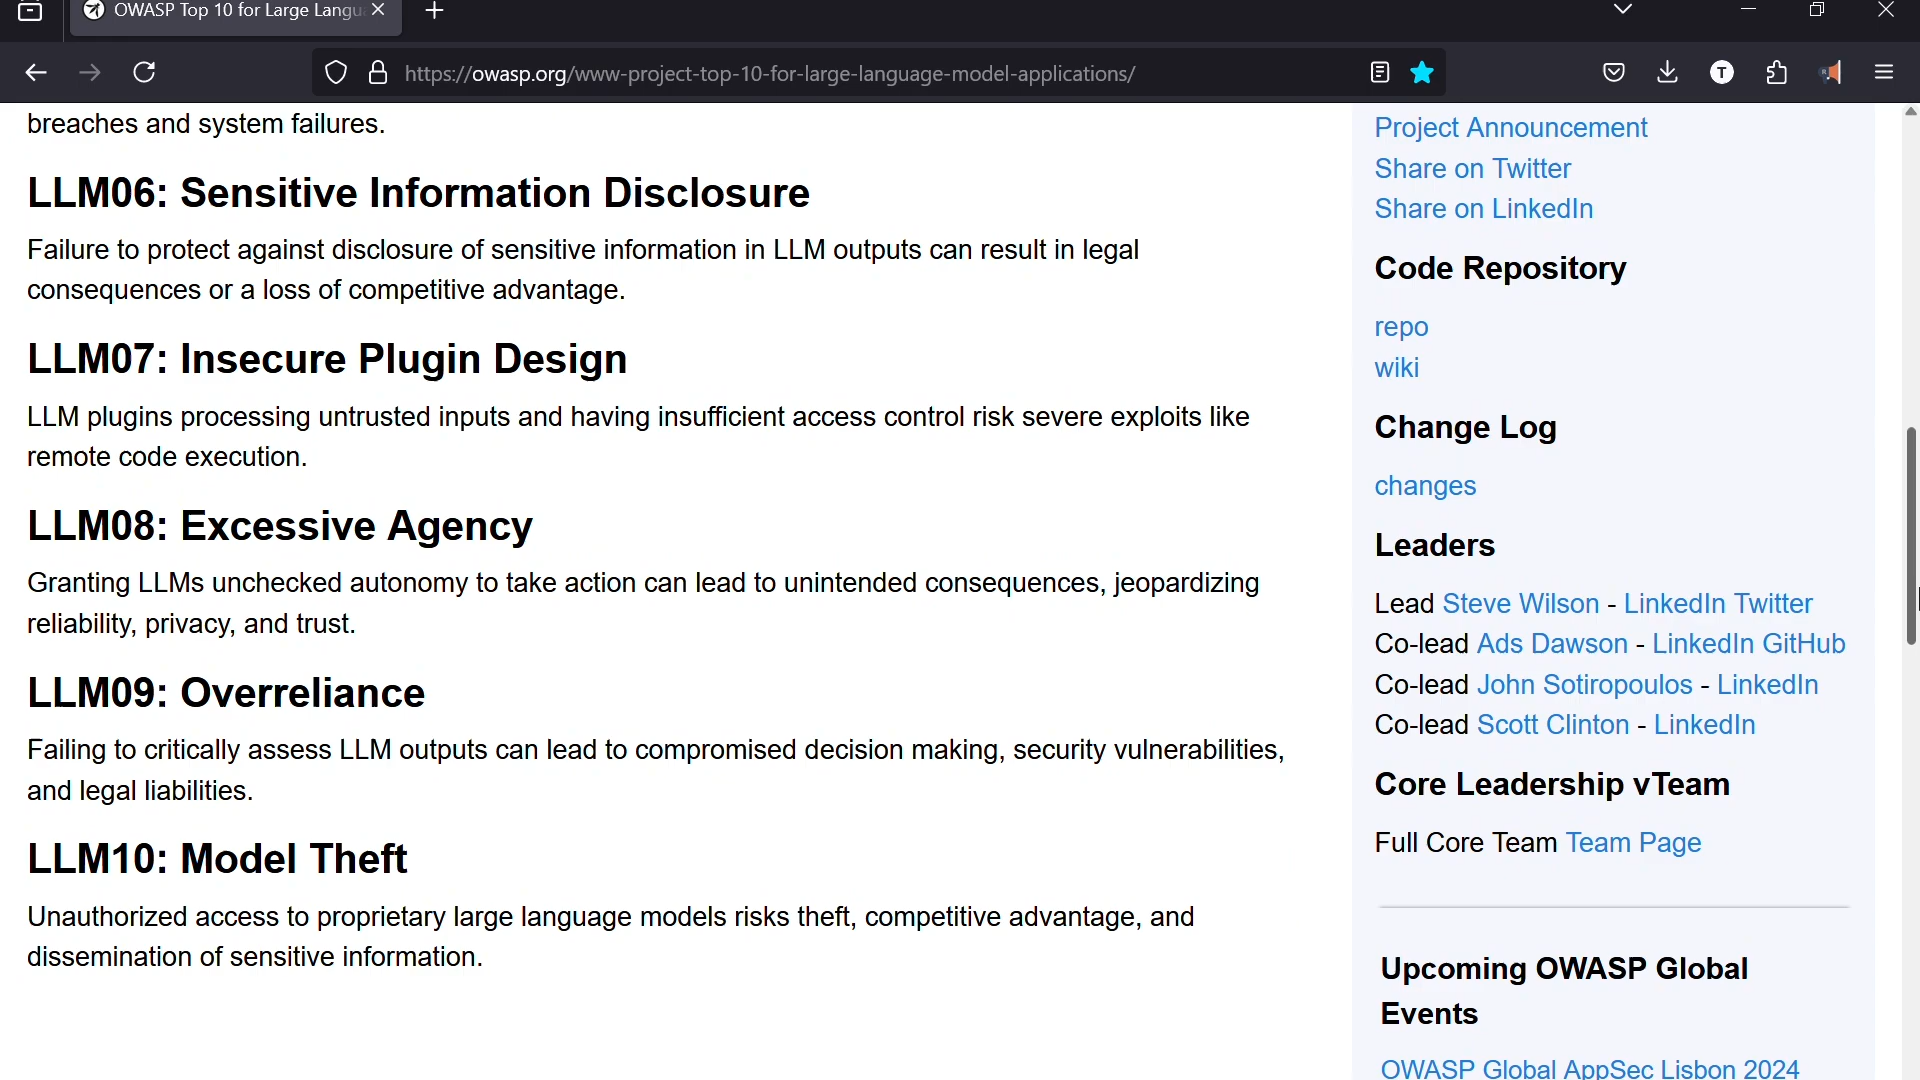 OWASP Top 10 for Large Langu
https://owasp.org/www-project-top-10-for-large-language-model-applications/
T
breaches and system failures.
LLM06: Sensitive Information Disclosure
Failure to protect against disclosure of sensitive information in LLM outputs can result in legal
consequences or a loss of competitive advantage.
LLM07: Insecure Plugin Design
LLM plugins processing untrusted inputs and having insufficient access control risk severe exploits like
remote code execution.
LLM08: Excessive Agency
Granting LLMs unchecked autonomy to take action can lead to unintended consequences, jeopardizing
reliability, privacy, and trust.
LLM09: Overreliance
Failing to critically assess LLM outputs can lead to compromised decision making, security vulnerabilities,
and legal liabilities.
LLM10: Model Theft
Unauthorized access to proprietary large language models risks theft, competitive advantage, and
dissemination of sensitive information.
Project Announcement
Share on Twitter
Share on LinkedIn
Code Repository
repo
wiki
Change Log
changes
Leaders
Lead Steve Wilson - LinkedIn Twitter
Co-lead Ads Dawson - LinkedIn GitHub
Co-lead John Sotiropoulos - LinkedIn
Co-lead Scott Clinton - LinkedIn
Core Leadership vTeam
Full Core Team Team Page
Upcoming OWASP Global
Events
OWASP Global AppSec Lisbon 2024